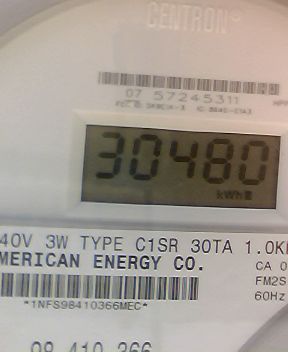 CENTRON®
07 57245311
30480
kWh
40V 3W TYPE C1SR 30TA 1.0K
MERICAN ENERGY CO.
CA 0
FM2S
*1NFS98410366MEC*
60Hz
98 410 366